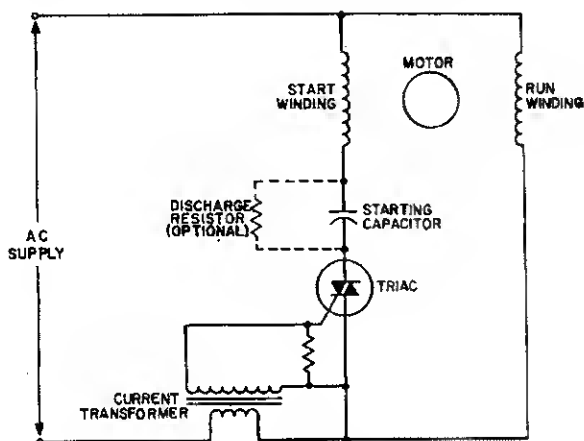 MOTOR
START
WINDING
RUN
WINDING
DISCHARGE
RESISTOR
(OPTIONAL)
STARTING
CAPACITOR
AC
SUPPLY
TRIAC
CURRENT
TRANSFORMER